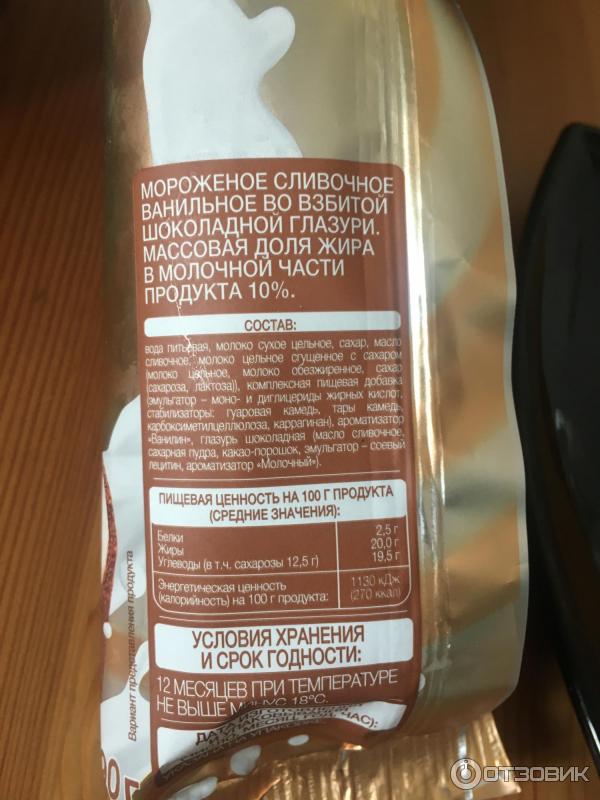 МОРОЖЕНОЕ СЛИВОЧНОЕ
ВАНИЛЬНОЕ ВО ВЗБИТОЙ
ШОКОЛАДНОЙ ГЛАЗУРИ.
МАССОВАЯ ДОЛЯ ЖИРА
В МОЛОЧНОЙ ЧАСТИ
ПРОДУКТА 10%.
СОСТАВ:
вода питьевая, молоко сухое цельное, сахар, масло
сливочное, молоко цельное сгущенное с сахаром
молоко цельное, молоко обезжиренное, сахар
(сахароза, лактоза)), комплексная пищевая добавка
эмульгатор – моно- и диглицериды жирных кислот,
стабилизаторы: гуаровая камедь, тары камедь,
карбоксиметилцеллюлоза, каррагинан), ароматизатор
«Ванилин», глазурь шоколадная (масло сливочное,
сахарная пудра, какао-порошок, эмульгатор – соевый
лецитин, ароматизатор «Молочный»).
ПИЩЕВАЯ ЦЕННОСТЬ НА 100 Г ПРОДУКТА
(СРЕДНИЕ ЗНАЧЕНИЯ):
Белки 2,5 г
Жиры 20,0 г
Углеводы (в т.ч. сахарозы 12,5 г) 19,5 г
Энергетическая ценность 1130 кДж
(калорийность) на 100 г продукта: (270 ккал)
УСЛОВИЯ ХРАНЕНИЯ
И СРОК ГОДНОСТИ:
12 МЕСЯЦЕВ ПРИ ТЕМПЕРАТУРЕ
НЕ ВЫШЕ МИНУС 18°С.
ЧАС):
Вариант представления продукта
ОТЗОВИК